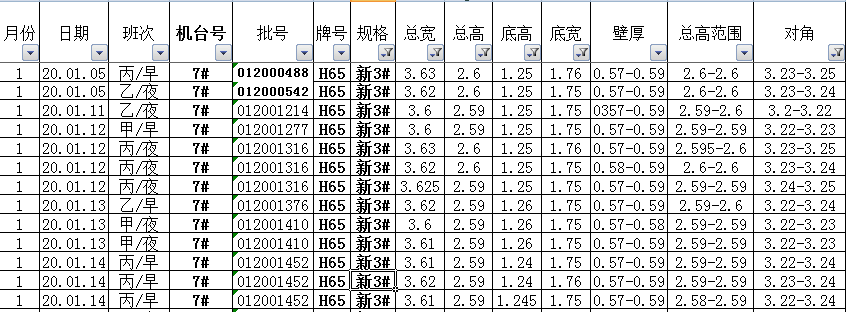 月份 日期 班次 机台号 批号 牌号 规格 总宽 总高 底高 底宽 壁厚 总高范围 对角
1 20.01.05 丙/早 7# 012000488 H65 新3# 3.63 2.6 1.25 1.76 0.57-0.59 2.6-2.6 3.23-3.25
1 20.01.05 乙/夜 7# 012000542 H65 新3# 3.62 2.6 1.25 1.75 0.57-0.59 2.6-2.6 3.23-3.24
1 20.01.11 乙/夜 7# 012001214 H65 新3# 3.6 2.59 1.25 1.75 0357-0.59 2.59-2.6 3.2-3.22
1 20.01.12 甲/早 7# 012001277 H65 新3# 3.6 2.59 1.25 1.75 0.57-0.59 2.59-2.59 3.22-3.23
1 20.01.12 丙/夜 7# 012001316 H65 新3# 3.63 2.6 1.25 1.76 0.57-0.59 2.595-2.6 3.23-3.25
1 20.01.12 丙/夜 7# 012001316 H65 新3# 3.62 2.6 1.25 1.75 0.58-0.59 2.6-2.6 3.23-3.24
1 20.01.12 丙/夜 7# 012001316 H65 新3# 3.625 2.59 1.25 1.75 0.57-0.59 2.59-2.59 3.24-3.25
1 20.01.13 乙/早 7# 012001376 H65 新3# 3.62 2.59 1.26 1.75 0.57-0.59 2.59-2.6 3.22-3.24
1 20.01.13 甲/夜 7# 012001410 H65 新3# 3.6 2.59 1.26 1.75 0.57-0.58 2.59-2.59 3.22-3.23
1 20.01.13 甲/夜 7# 012001410 H65 新3# 3.61 2.59 1.26 1.75 0.57-0.59 2.59-2.59 3.22-3.23
1 20.01.14 丙/早 7# 012001452 H65 新3# 3.61 2.59 1.24 1.75 0.57-0.59 2.59-2.59 3.22-3.24
1 20.01.14 丙/早 7# 012001452 H65 新3# 3.62 2.59 1.24 1.76 0.57-0.59 2.59-2.59 3.23-3.24
1 20.01.14 丙/早 7# 012001452 H65 新3# 3.61 2.59 1.245 1.75 0.57-0.59 2.58-2.59 3.22-3.24